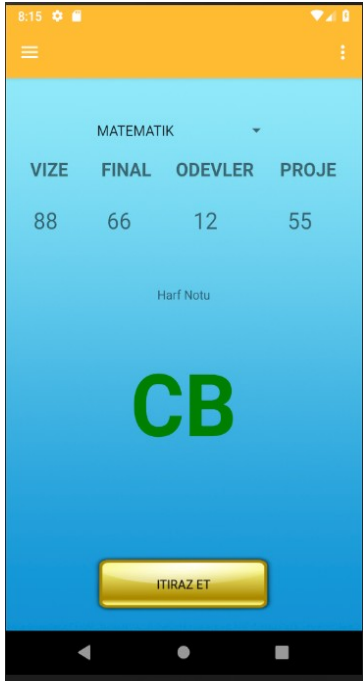 8:15
MATEMATIK
VIZE FINAL ODEVLER PROJE
88 66 12 55
Harf Notu
CB
ITIRAZ ET